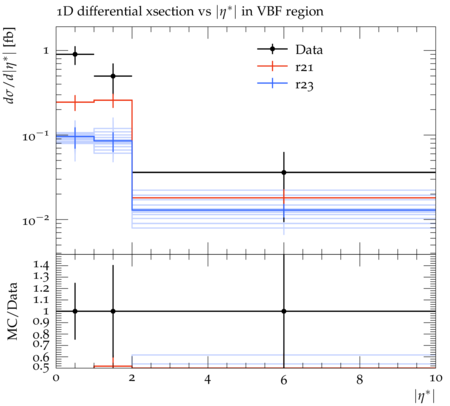 1D differential xsection vs |η*| in VBF region
dσ/d|η*| [fb]
Data
r21
r23
1
10⁻¹
10⁻²
MC/Data
1.4
1.3
1.2
1.1
1
0.9
0.8
0.7
0.6
0.5
0 2 4 6 8 10
|η*|